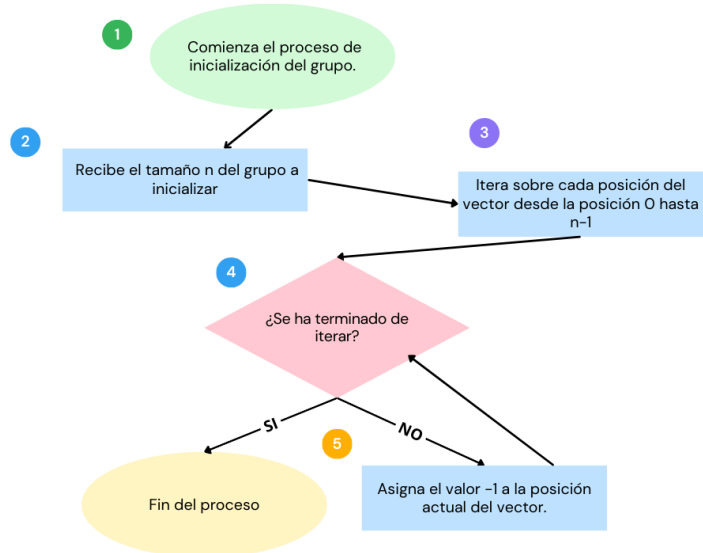 1
Comienza el proceso de
inicialización del grupo.
2
Recibe el tamaño n del grupo a
inicializar
3
Itera sobre cada posición del
vector desde la posición 0 hasta
n-1
4
¿Se ha terminado de
iterar?
SI
5
NO
Fin del proceso
Asigna el valor -1 a la posición
actual del vector.